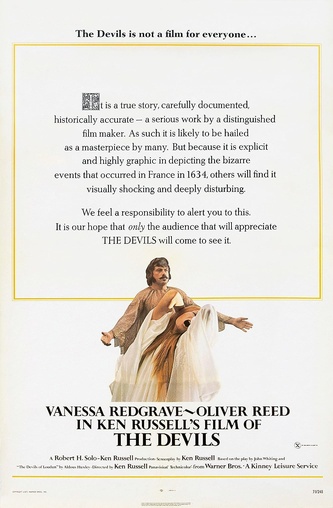 The Devils is not a film for everyone...
It is a true story, carefully documented,
historically accurate — a serious work by a distinguished
film maker. As such it is likely to be hailed
as a masterpiece by many. But because it is explicit
and highly graphic in depicting the bizarre
events that occurred in France in 1634, others will find it
visually shocking and deeply disturbing.
We feel a responsibility to alert you to this.
It is our hope that only the audience that will appreciate
THE DEVILS will come to see it.
VANESSA REDGRAVE~OLIVER REED
IN KEN RUSSELL'S FILM OF
THE DEVILS
A Robert H. Solo-Ken Russell Production · Screenplay by Ken Russell Based on the play by John Whiting and
"The Devils of Loudun" by Aldous Huxley · Directed by Ken Russell Panavision® Technicolor® from Warner Bros. · A Kinney Leisure Service
X